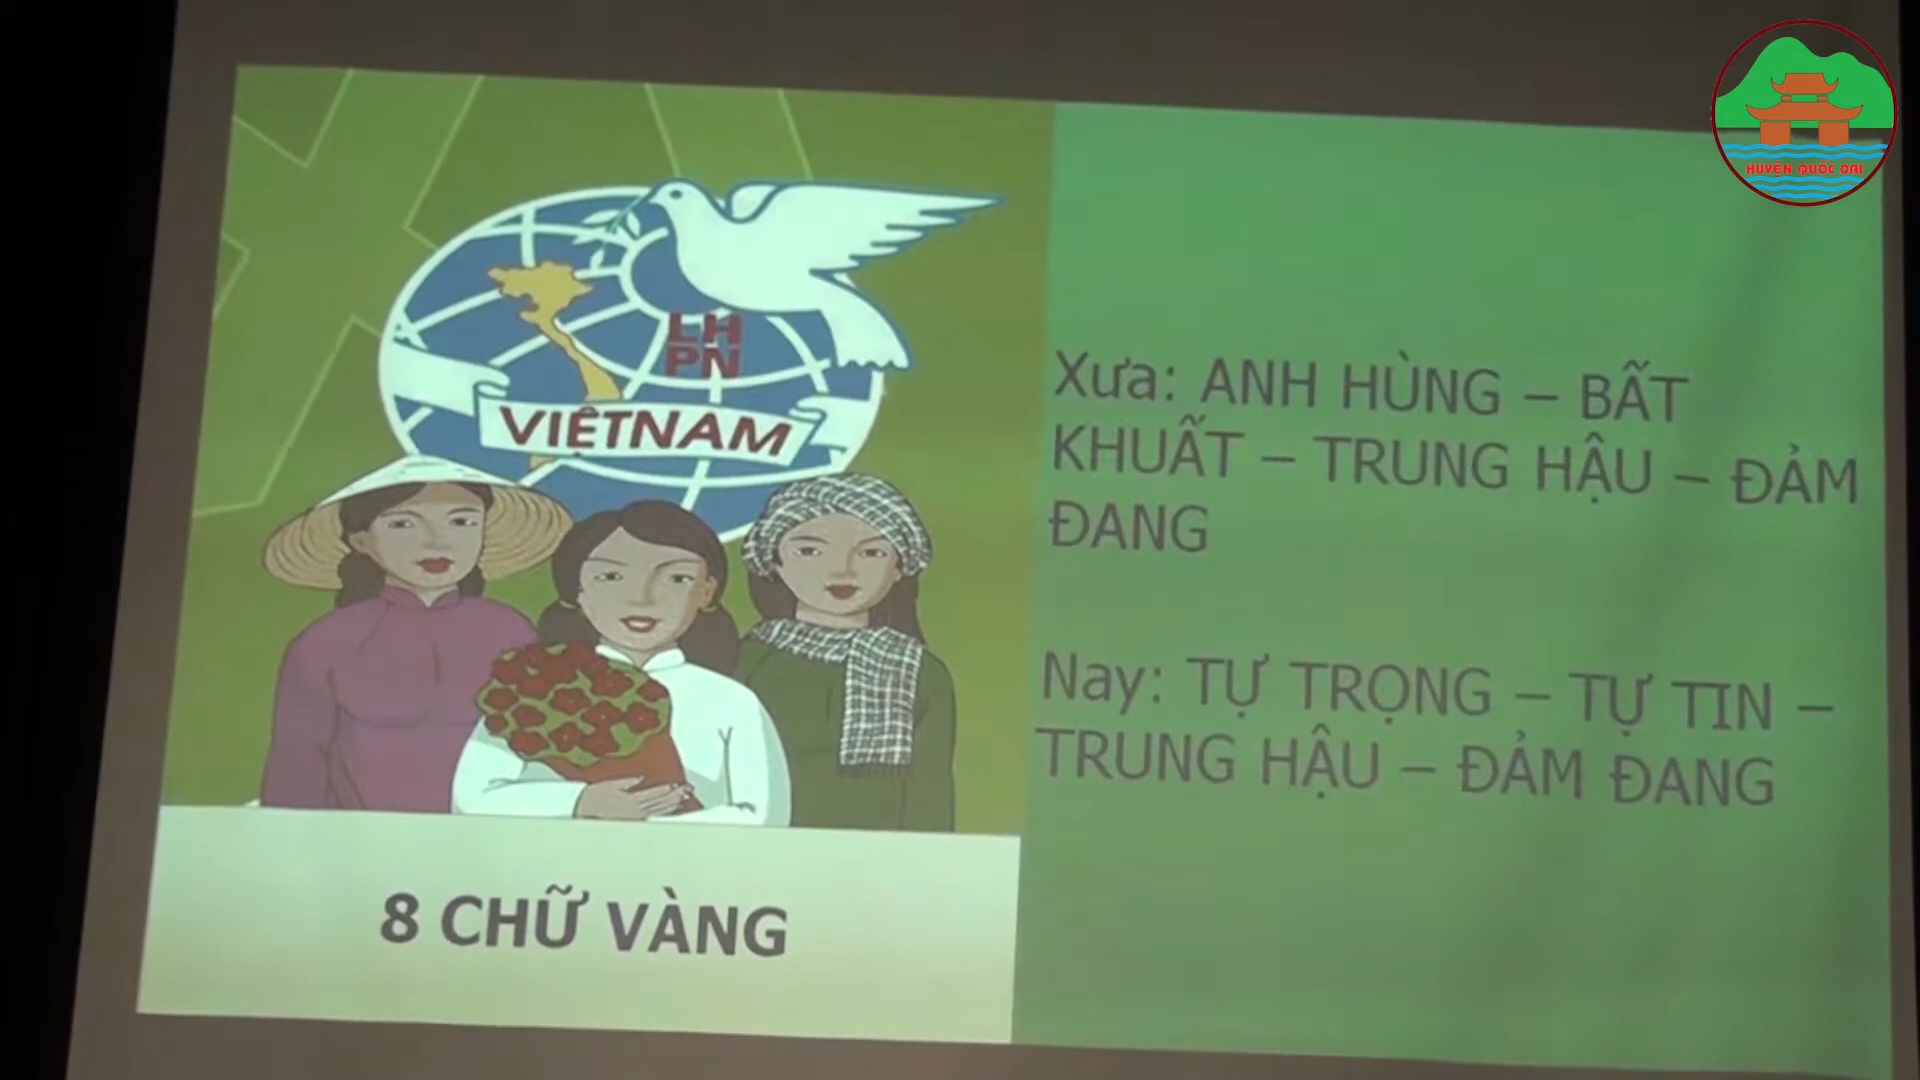 HUYỆN QUỐC OAI
LH
PN
VIỆTNAM
Xưa: ANH HÙNG – BẤT
KHUẤT – TRUNG HẬU – ĐẢM
ĐANG
Nay: TỰ TRỌNG – TỰ TIN –
TRUNG HẬU – ĐẢM ĐANG
8 CHỮ VÀNG